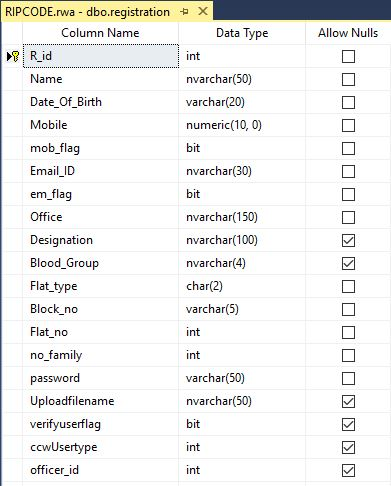 RIPCODE.rwa - dbo.registration
Column Name Data Type Allow Nulls
R_id int
Name nvarchar(50)
Date_Of_Birth varchar(20)
Mobile numeric(10, 0)
mob_flag bit
Email_ID nvarchar(30)
em_flag bit
Office nvarchar(150)
Designation nvarchar(100)
Blood_Group nvarchar(4)
Flat_type char(2)
Block_no varchar(5)
Flat_no int
no_family int
password varchar(50)
Uploadfilename nvarchar(50)
verifyuserflag bit
ccwUsertype int
officer_id int